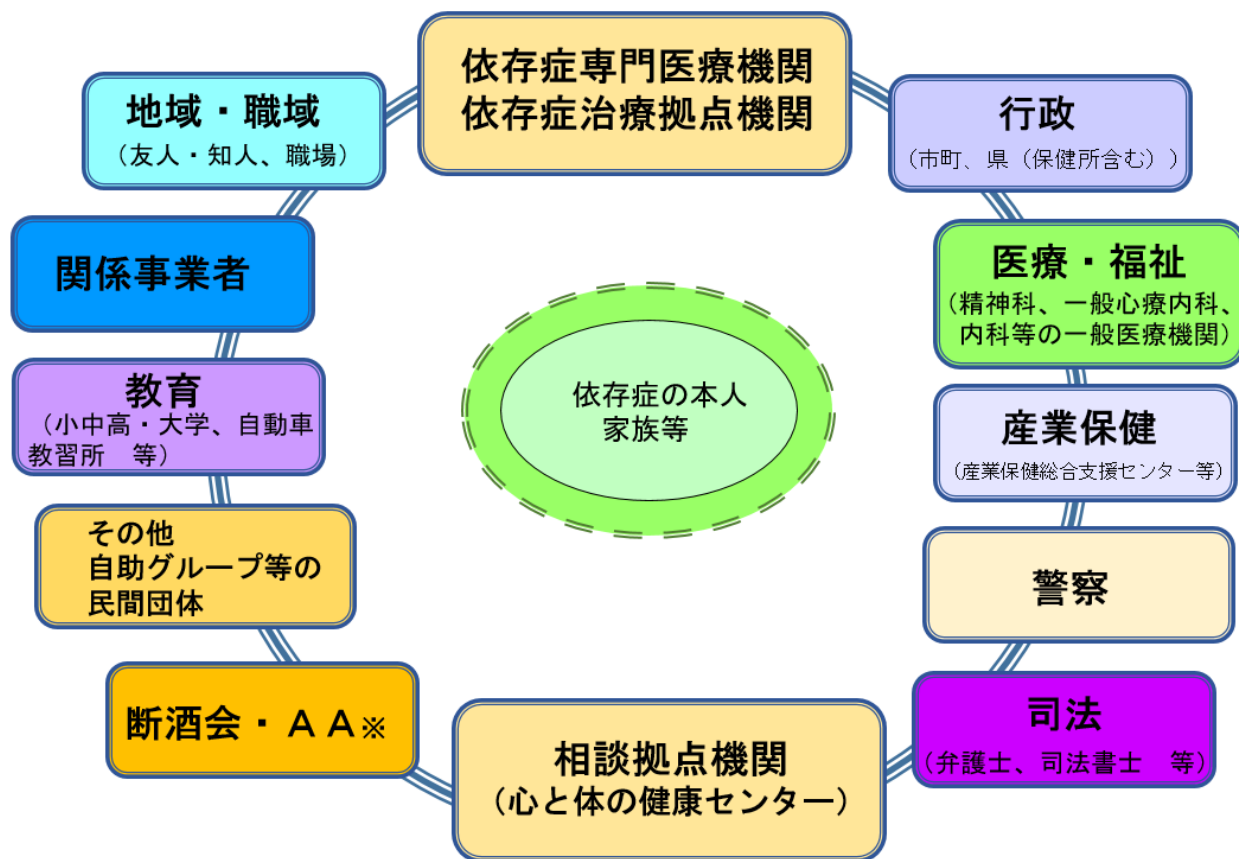 依存症専門医療機関
依存症治療拠点機関
行政
（市町、県（保健所含む））
医療・福祉
（精神科、一般心療内科、
内科等の一般医療機関）
産業保健
（産業保健総合支援センター等）
警察
司法
（弁護士、司法書士　等）
相談拠点機関
（心と体の健康センター）
断酒会・ＡＡ※
その他
自助グループ等の
民間団体
教育
（小中高・大学、自動車
教習所　等）
関係事業者
地域・職域
（友人・知人、職場）
依存症の本人
家族等